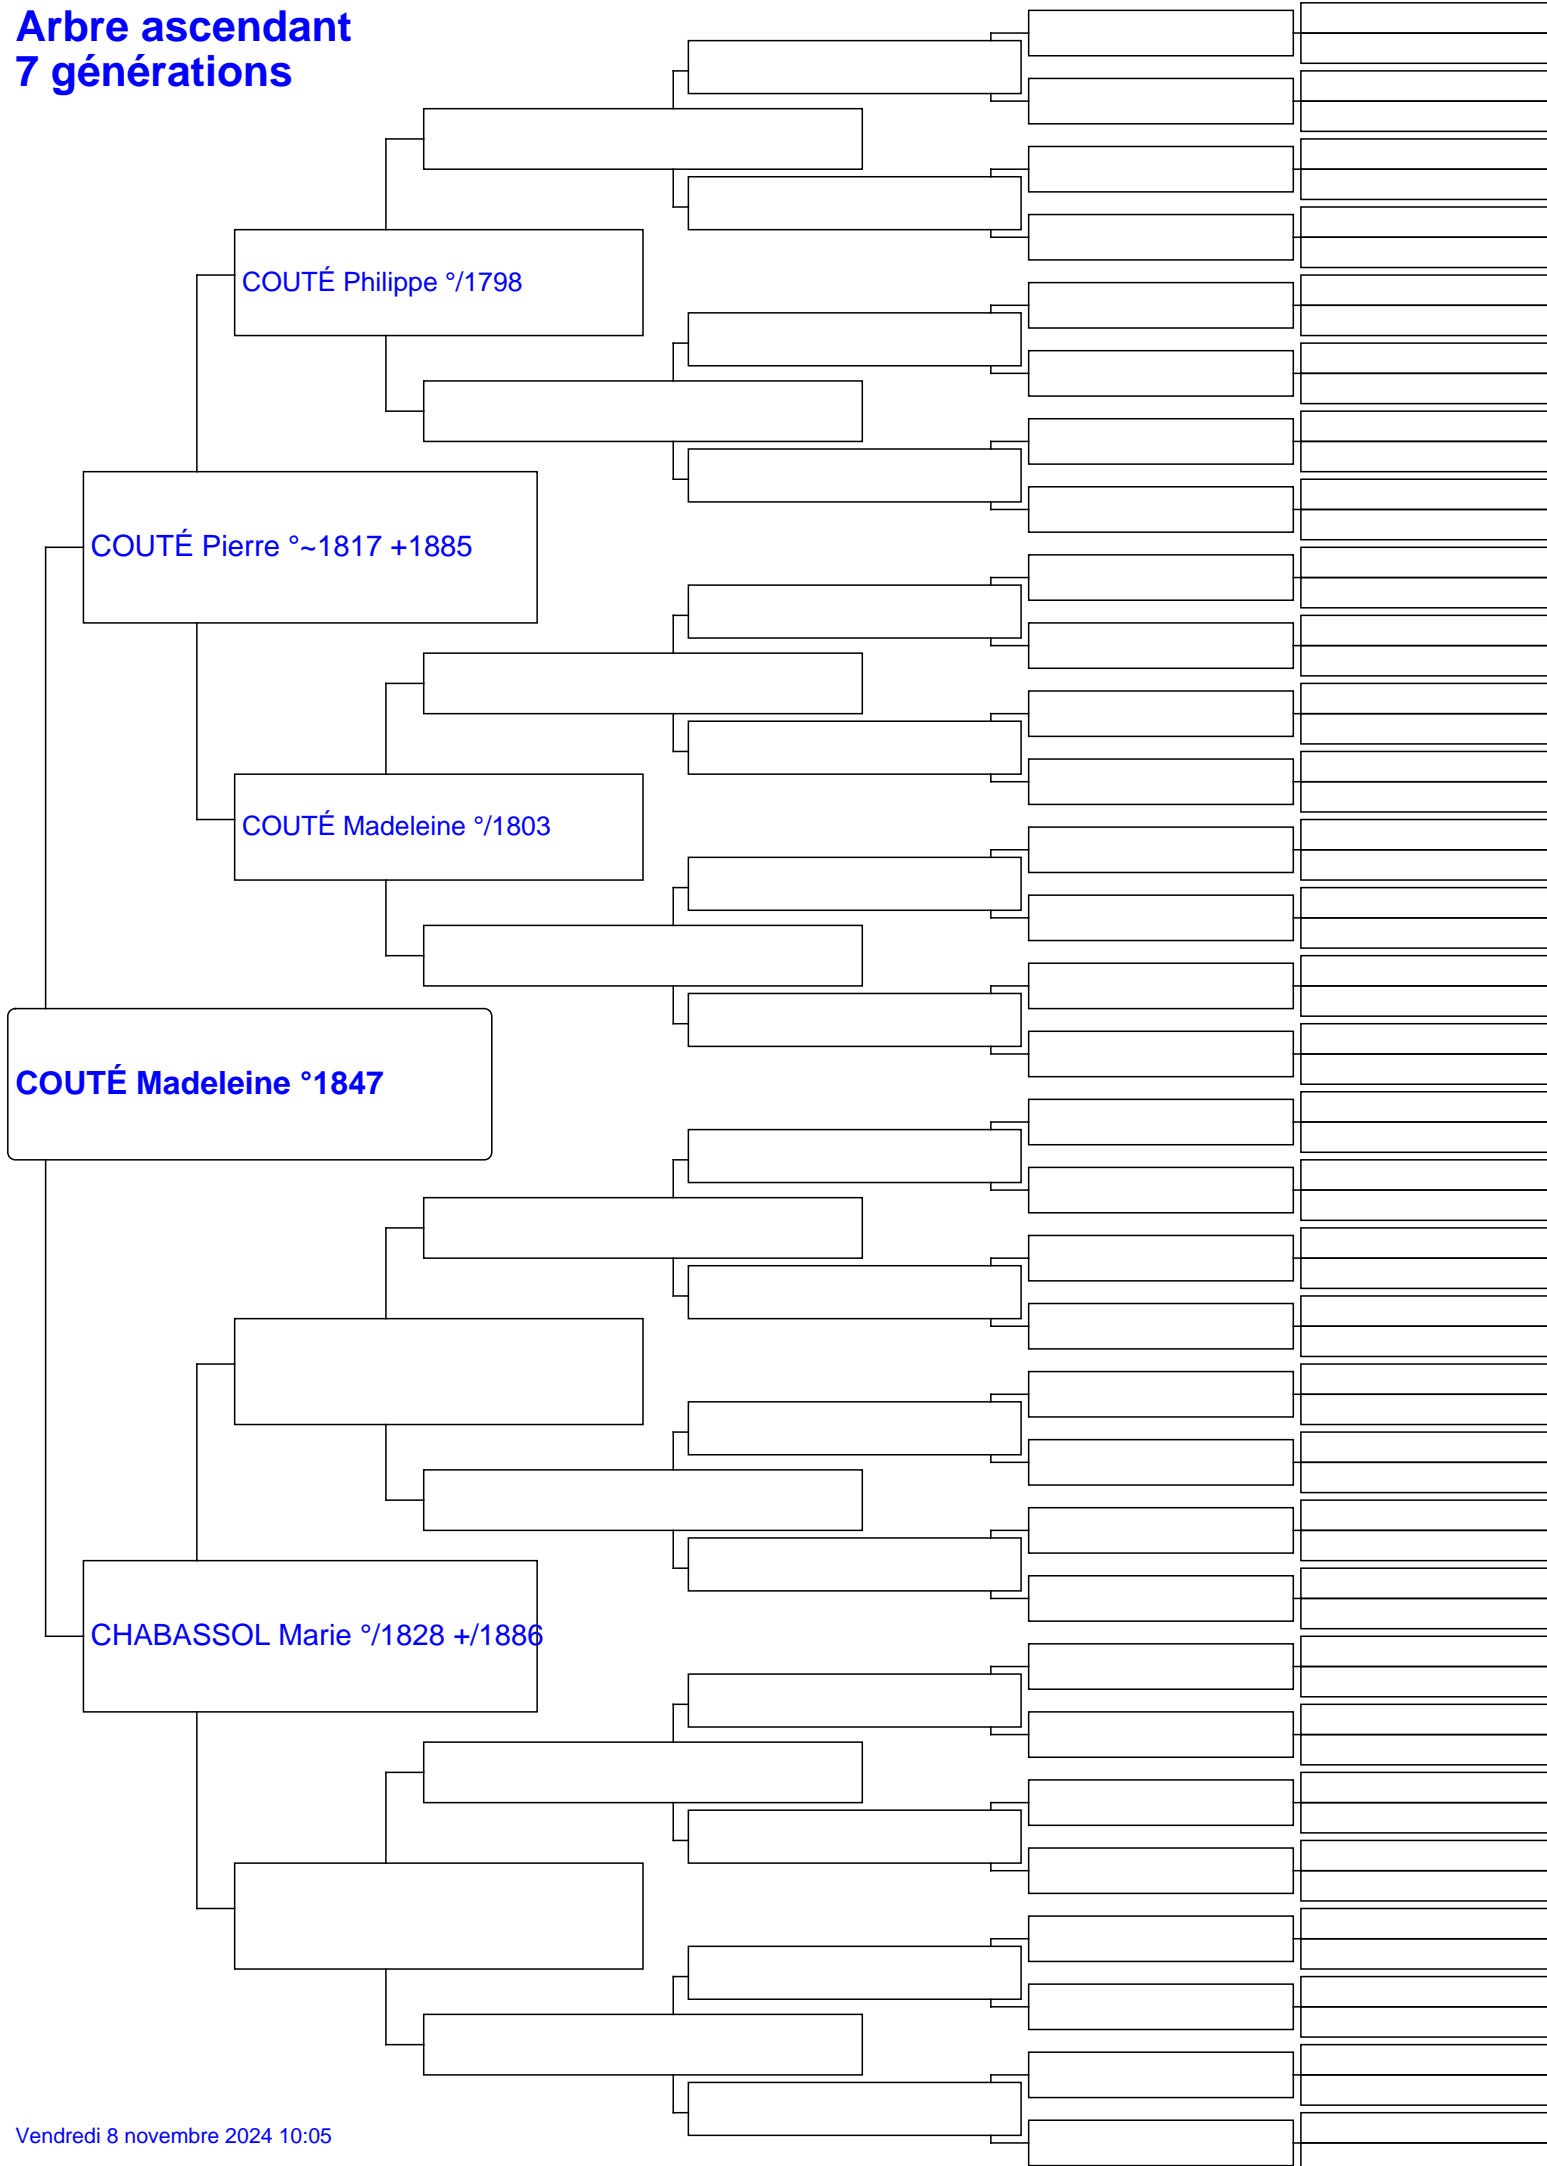 Arbre ascendant
7 générations
COUTÉ Philippe °/1798
COUTÉ Pierre °~1817 +1885
COUTÉ Madeleine °/1803
COUTÉ Madeleine °1847
CHABASSOL Marie °/1828 +/1886
Vendredi 8 novembre 2024 10:05